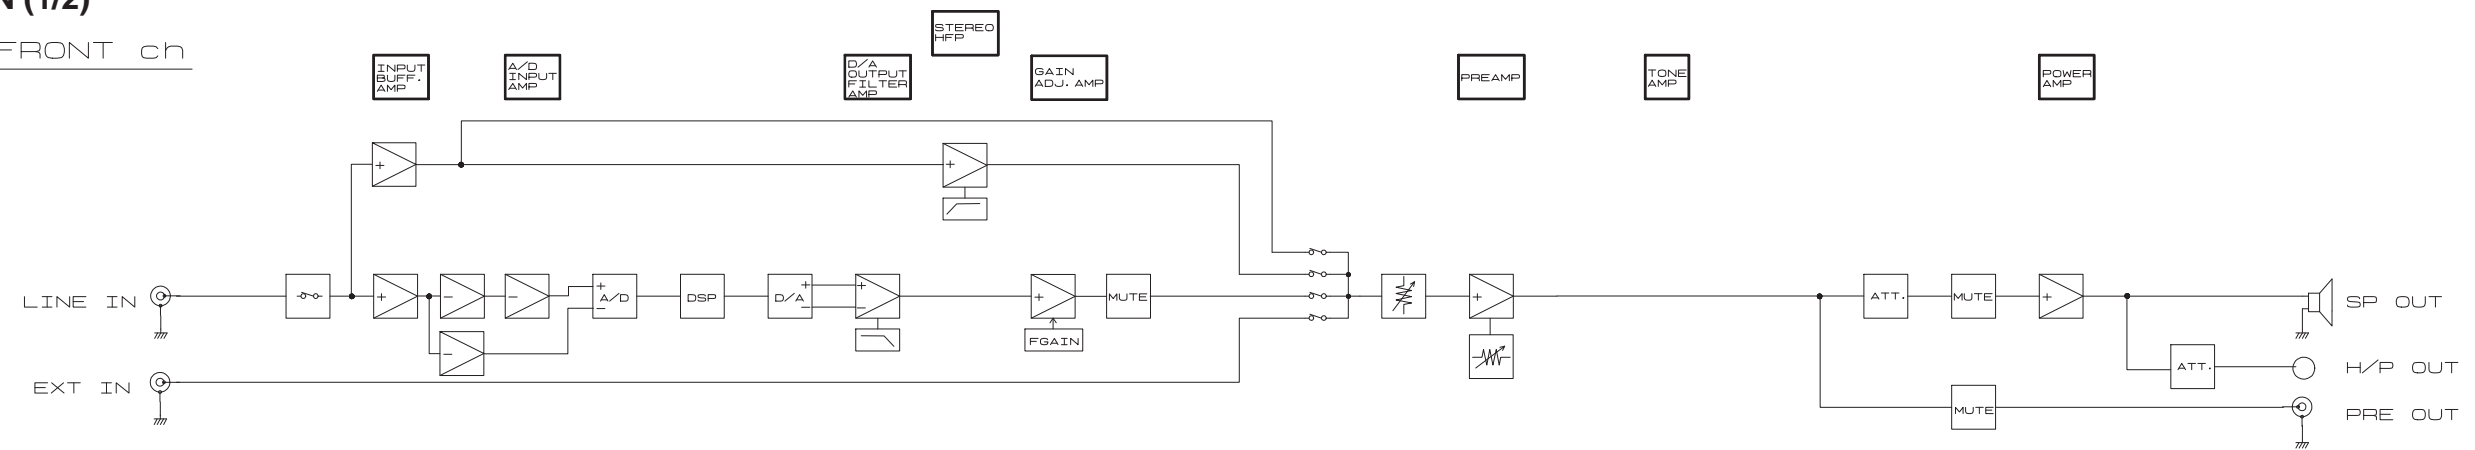 N (1/2)
FRONT ch
STEREO
HFP
INPUT
BUFF.
AMP
A/D
INPUT
AMP
D/A
OUTPUT
FILTER
AMP
GAIN
ADJ. AMP
PREAMP
TONE
AMP
POWER
AMP
+
+
LINE IN
+
-
-
+
-
A/D
DSP
D/A
+
-
+
-
+
MUTE
+
ATT.
MUTE
+
SP OUT
-
FGAIN
ATT.
H/P OUT
EXT IN
MUTE
PRE OUT